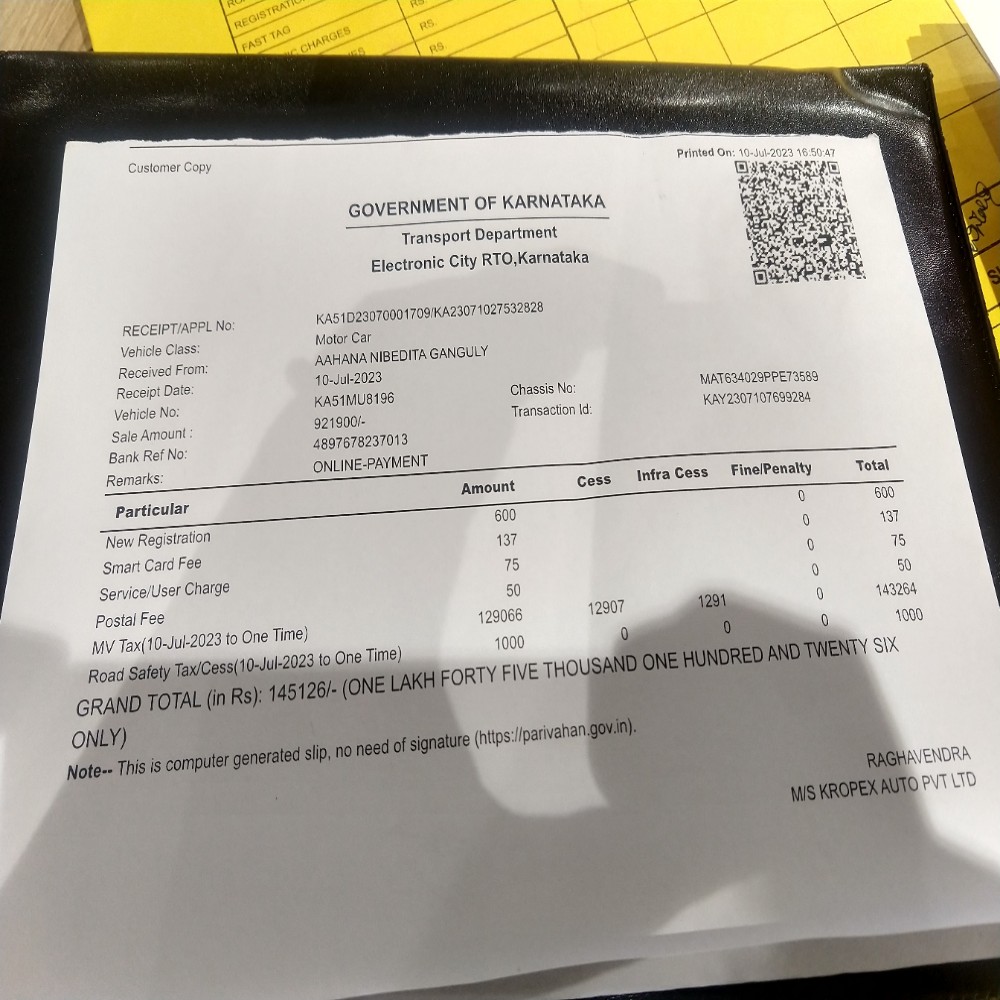 REGISTRATION
RS.
FAST TAG
CHARGES
RS.
Customer Copy
Printed On: 10-Jul-2023 16:50:47
GOVERNMENT OF KARNATAKA
Transport Department
Electronic City RTO,Karnataka
RECEIPT/APPL No: KA51D23070001709/KA23071027532828
Vehicle Class: Motor Car
Received From: AAHANA NIBEDITA GANGULY
Receipt Date: 10-Jul-2023 Chassis No: MAT634029PPE73589
Vehicle No: KA51MU8196 Transaction Id: KAY2307107699284
Sale Amount : 921900/-
Bank Ref No: 4897678237013
Remarks: ONLINE-PAYMENT
Particular Amount Cess Infra Cess Fine/Penalty Total
New Registration 600 0 600
Smart Card Fee 137 0 137
Service/User Charge 75 0 75
Postal Fee 50 0 50
MV Tax(10-Jul-2023 to One Time) 129066 12907 1291 0 143264
Road Safety Tax/Cess(10-Jul-2023 to One Time) 1000 0 0 0 1000
GRAND TOTAL (in Rs): 145126/- (ONE LAKH FORTY FIVE THOUSAND ONE HUNDRED AND TWENTY SIX
ONLY)
Note-- This is computer generated slip, no need of signature (https://parivahan.gov.in).
RAGHAVENDRA
M/S KROPEX AUTO PVT LTD